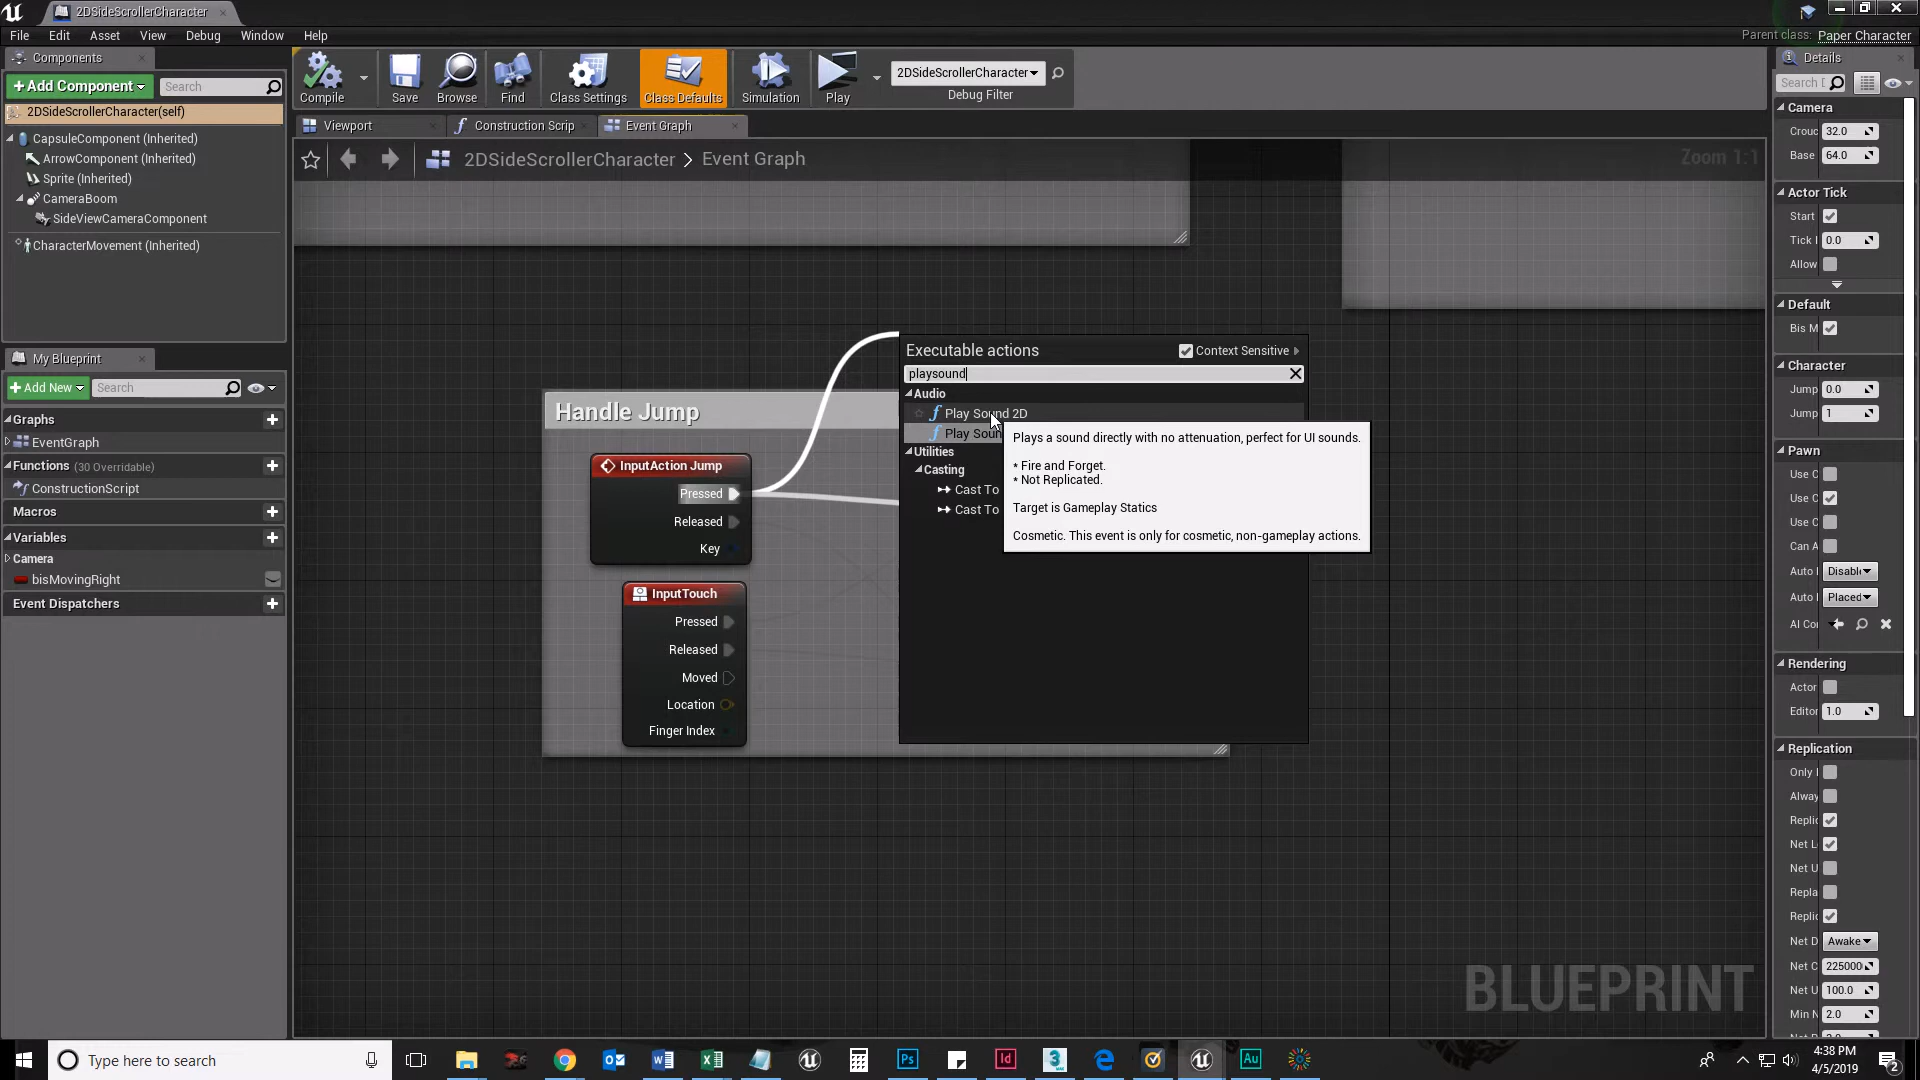 2DSideScrollerCharacter
File Edit Asset View Debug Window Help
Parent class: Paper Character
Components
+Add Component
Search
2DSideScrollerCharacter(self)
CapsuleComponent (Inherited)
ArrowComponent (Inherited)
Sprite (Inherited)
CameraBoom
SideViewCameraComponent
CharacterMovement (Inherited)
My Blueprint
+Add New
Search
Graphs
EventGraph
Functions (30 Overridable)
ConstructionScript
Macros
Variables
Camera
bisMovingRight
Event Dispatchers
Compile
Save
Browse
Find
Class Settings
Class Defaults
Simulation
Play
2DSideScrollerCharacter
Debug Filter
Viewport
Construction Scrip
Event Graph
2DSideScrollerCharacter > Event Graph
Zoom 1:1
Handle Jump
InputAction Jump
Pressed
Released
Key
InputTouch
Pressed
Released
Moved
Location
Finger Index
Executable actions
Context Sensitive
playsound
Audio
Play Sound 2D
Play Soun
Utilities
Casting
Cast To
Cast To
Plays a sound directly with no attenuation, perfect for UI sounds.
* Fire and Forget.
* Not Replicated.
Target is Gameplay Statics
Cosmetic. This event is only for cosmetic, non-gameplay actions.
BLUEPRINT
Details
Search D
Camera
Crouc 32.0
Base 64.0
Actor Tick
Start
Tick I 0.0
Allow
Default
Bis M
Character
Jump 0.0
Jump 1
Pawn
Use C
Use C
Use C
Can A
Auto Disable
Auto Placed
AI Co
Rendering
Actor
Editor 1.0
Replication
Only
Alway
Replic
Net L
Net U
Repla
Replic
Net D Awake
Net C 225000
Net U 100.0
Min N 2.0
Type here to search
4:38 PM
4/5/2019